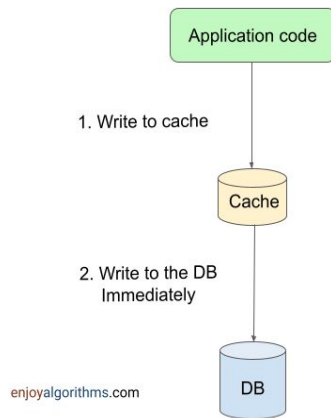 Application code
1. Write to cache
Cache
2. Write to the DB
Immediately
DB
enjoyalgorithms.com